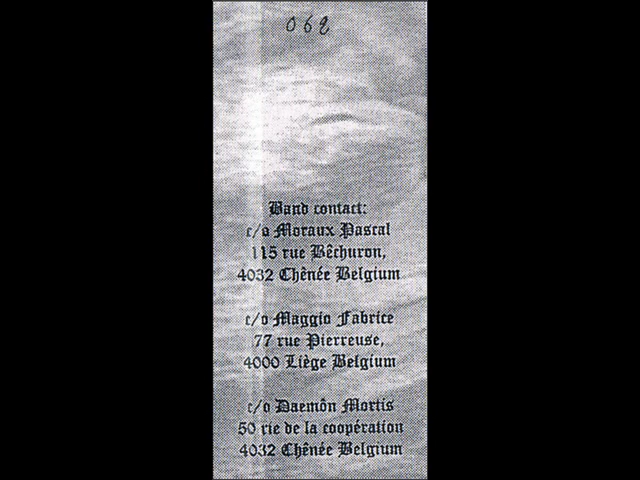 068
Band contact:
c/o Moraux Pascal
115 rue Bêchuron,
4032 Chênée Belgium
c/o Maggio Fabrice
77 rue Pierreuse,
4000 Liège Belgium
c/o Daemôn Mortis
50 rie de la coopération
4032 Chênée Belgium